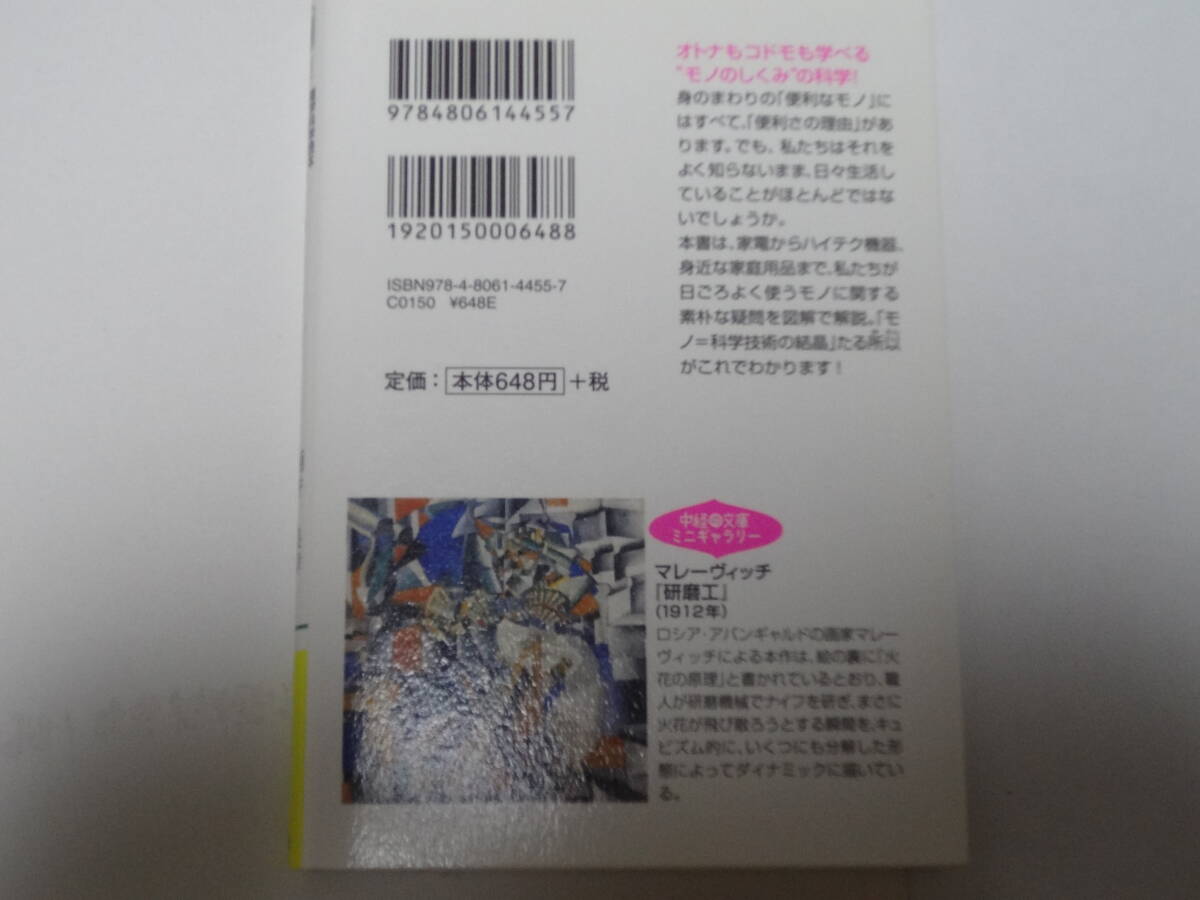 9784806144557
1920150006488
ISBN978-4-8061-4455-7
C0150 ¥648E
定価：本体648円＋税
オトナもコドモも学べる
“モノのしくみ”の科学！
身のまわりの「便利なモノ」に
はすべて、「便利さの理由」があ
ります。でも、私たちはそれを
よく知らないまま、日々生活し
ていることがほとんどではな
いでしょうか。
本書は、家電からハイテク機器、
身近な家庭用品まで、私たちが
日ごろよく使うモノに関する
素朴な疑問を図解で解説。「モ
ノ＝科学技術の結晶」たる所以
がこれでわかります！
中経の文庫
ミニギャラリー
マレーヴィッチ
「研磨工」
（1912年）
ロシア・アバンギャルドの画家マレー
ヴィッチによる本作は、絵の裏に「火
花の原理」と書かれているとおり、職
人が研磨機械でナイフを研ぎ、まさに
火花が飛び散ろうとする瞬間を、キュ
ビズム的に、いくつにも分解した形
態によってダイナミックに描いてい
る。